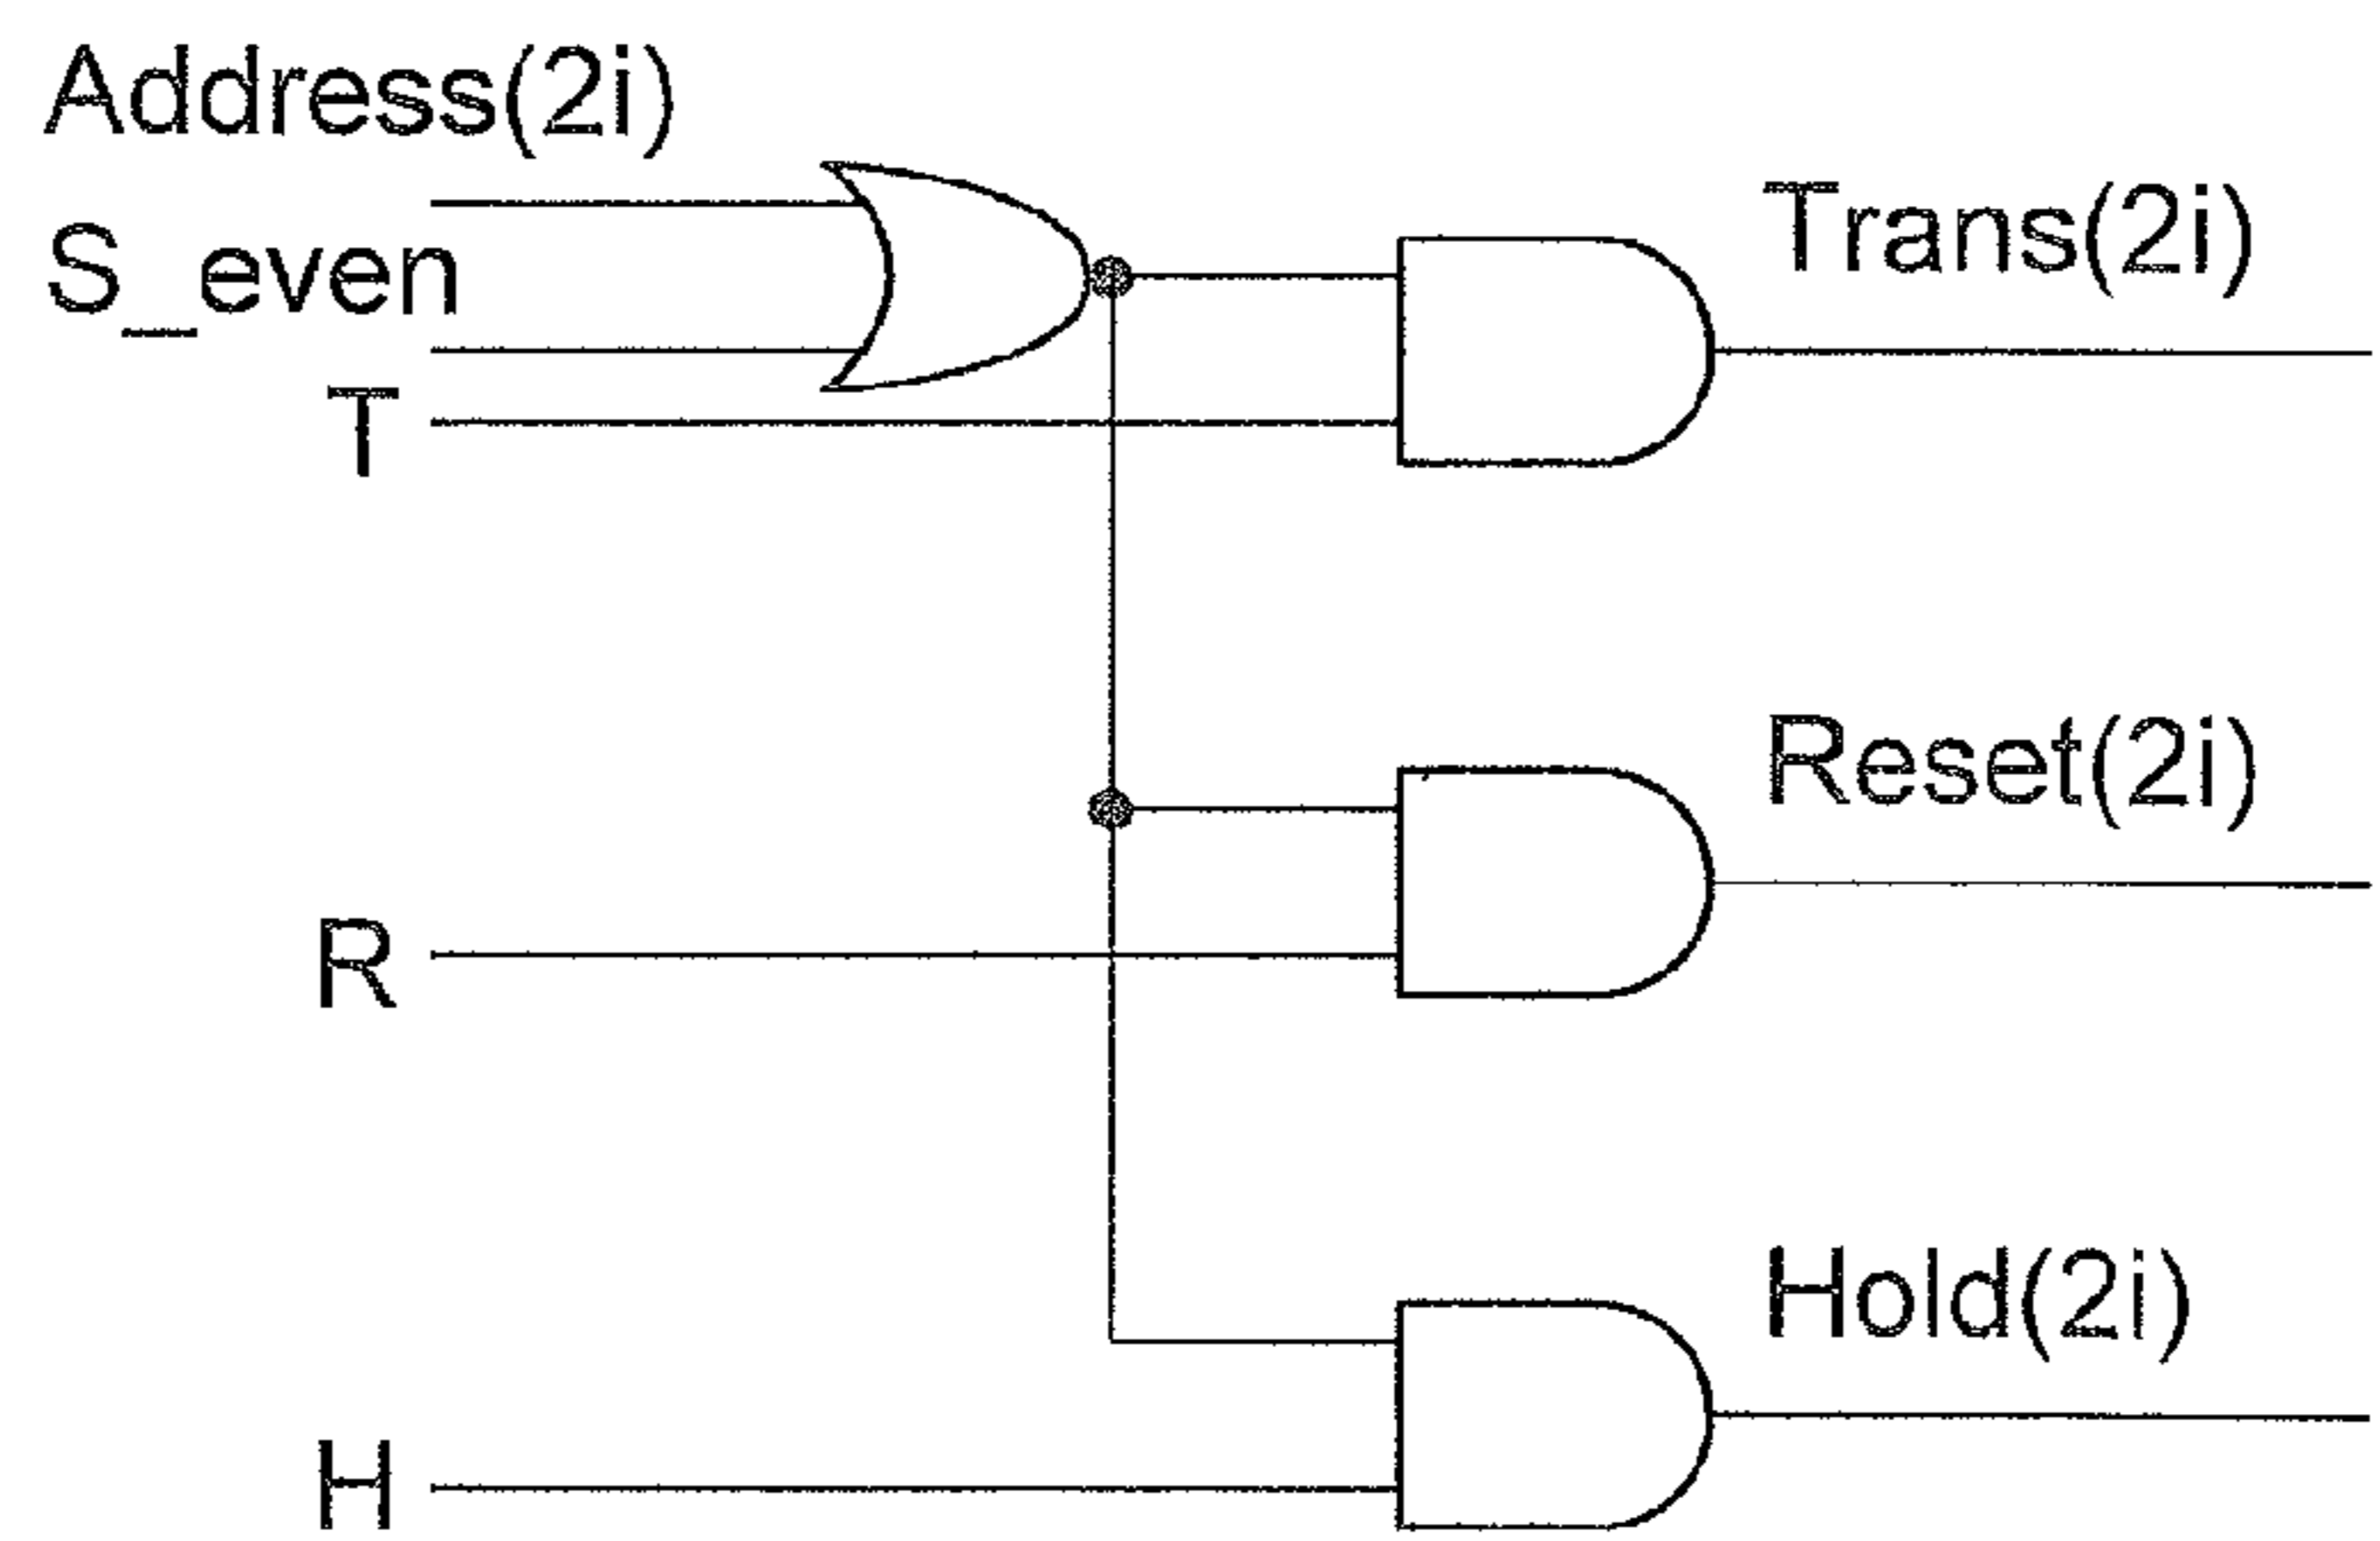 Address(2i)
S_even
T
Trans(2i)
Reset(2i)
R
Hold(2i)
H